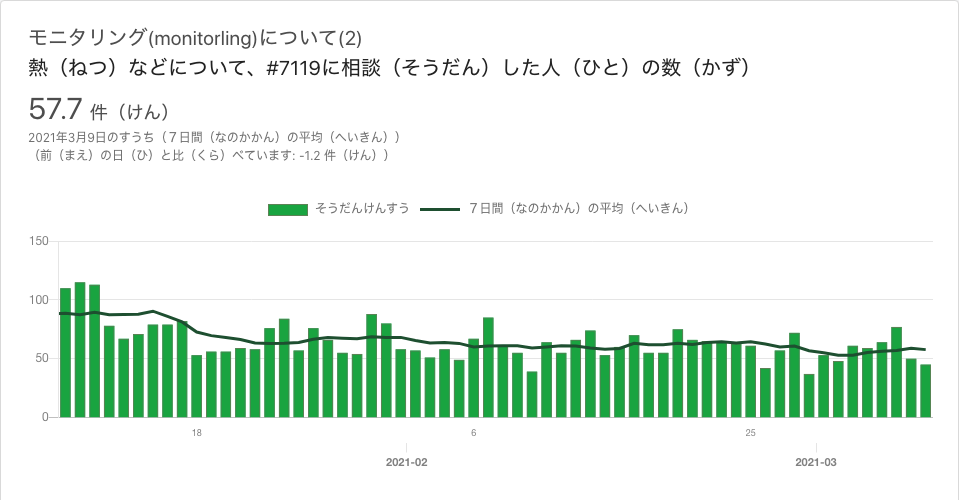 モニタリング(monitorling)について(2)
熱（ねつ）などについて、#7119に相談（そうだん）した人（ひと）の数（かず）
57.7 件（けん）
2021年3月9日のすうち（７日間（なのかかん）の平均（へいきん））
（前（まえ）の日（ひ）と比（くら）べています: -1.2 件（けん））
そうだんけんすう ７日間（なのかかん）の平均（へいきん）
150
100
50
0
18 6 25
2021-02 2021-03